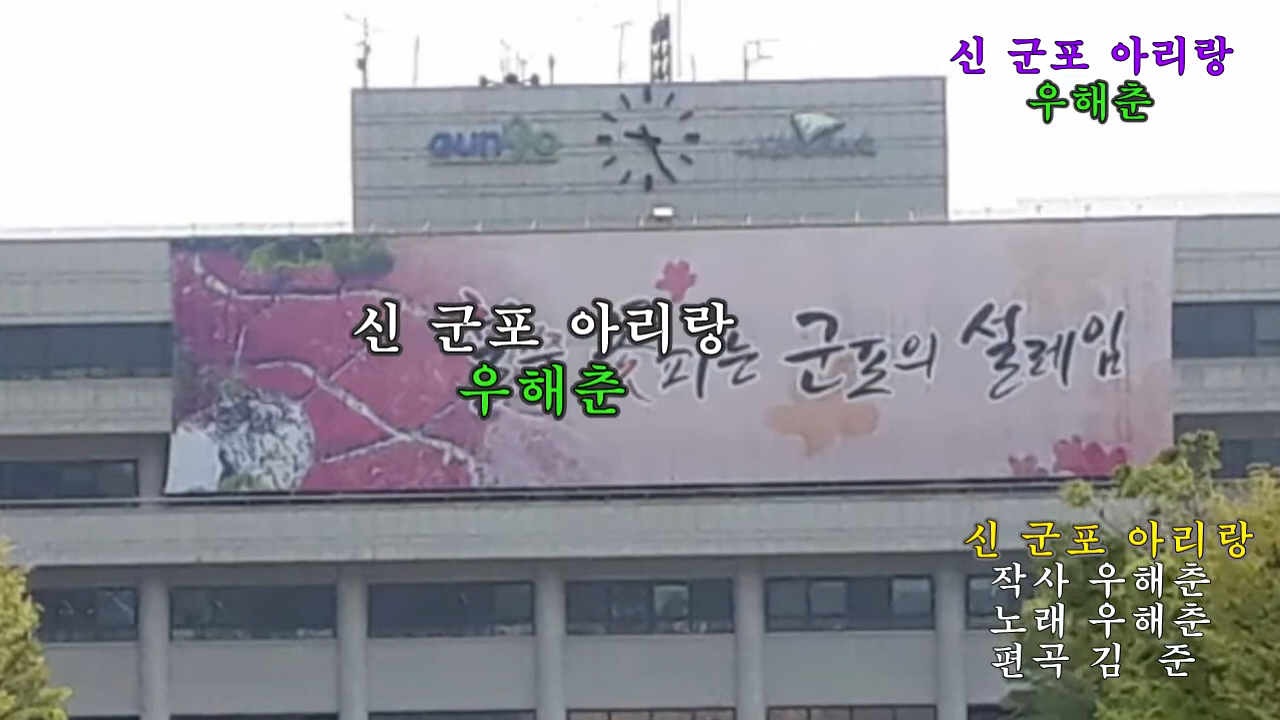 신 군포 아리랑
우해춘
신 군포 아리랑
우해춘
피는 군포의 설레임
신 군포 아리랑
작사 우해춘
노래 우해춘
편곡 김 준